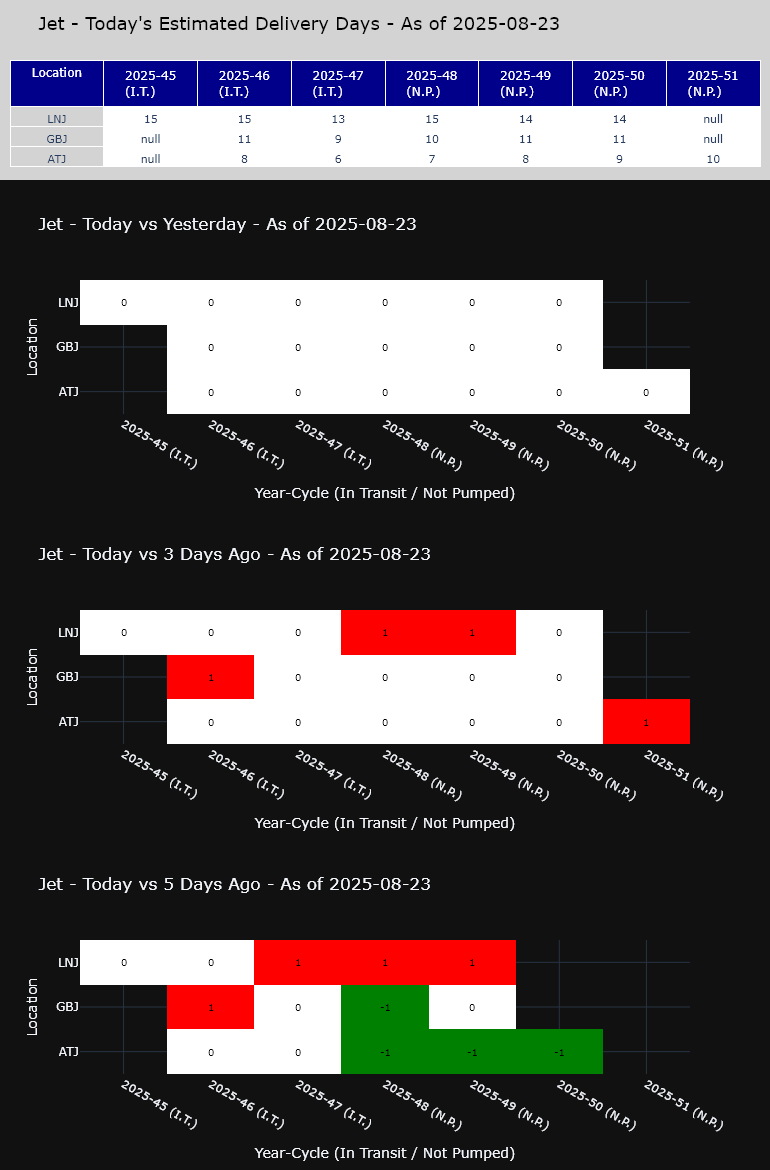 Jet - Today's Estimated Delivery Days - As of 2025-08-23
Location 2025-45 (I.T.) 2025-46 (I.T.) 2025-47 (I.T.) 2025-48 (N.P.) 2025-49 (N.P.) 2025-50 (N.P.) 2025-51 (N.P.)
LNJ 15 15 13 15 14 14 null
GBJ null 11 9 10 11 11 null
ATJ null 8 6 7 8 9 10
Jet - Today vs Yesterday - As of 2025-08-23
Location
LNJ 0 0 0 0 0 0
GBJ 0 0 0 0 0
ATJ 0 0 0 0 0 0
2025-45 (I.T.) 2025-46 (I.T.) 2025-47 (I.T.) 2025-48 (N.P.) 2025-49 (N.P.) 2025-50 (N.P.) 2025-51 (N.P.)
Year-Cycle (In Transit / Not Pumped)
Jet - Today vs 3 Days Ago - As of 2025-08-23
Location
LNJ 0 0 0 1 1 0
GBJ 1 0 0 0 0
ATJ 0 0 0 0 0 1
2025-45 (I.T.) 2025-46 (I.T.) 2025-47 (I.T.) 2025-48 (N.P.) 2025-49 (N.P.) 2025-50 (N.P.) 2025-51 (N.P.)
Year-Cycle (In Transit / Not Pumped)
Jet - Today vs 5 Days Ago - As of 2025-08-23
Location
LNJ 0 0 1 1 1
GBJ 1 0 -1 0
ATJ 0 0 -1 -1 -1
2025-45 (I.T.) 2025-46 (I.T.) 2025-47 (I.T.) 2025-48 (N.P.) 2025-49 (N.P.) 2025-50 (N.P.) 2025-51 (N.P.)
Year-Cycle (In Transit / Not Pumped)